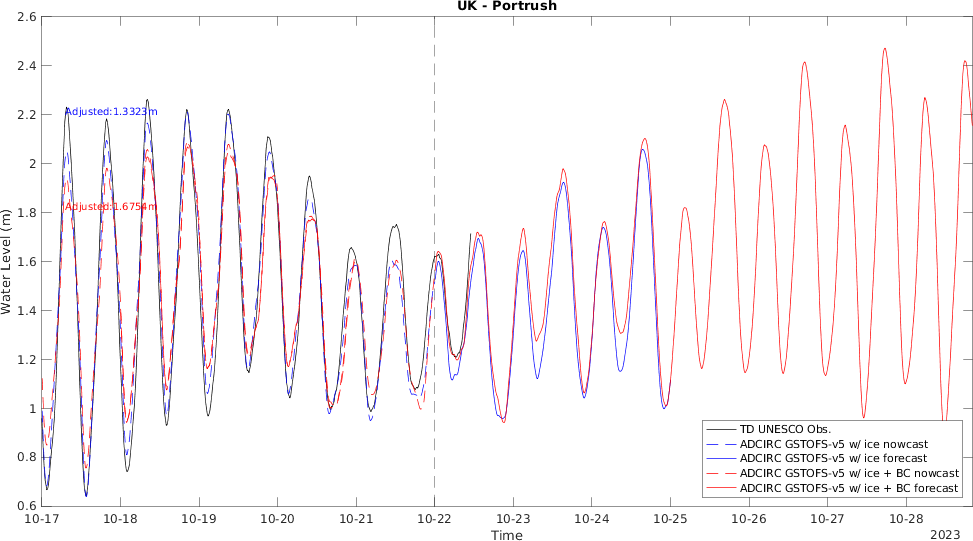 UK - Portrush
2.6
2.4
2.2
2
1.8
1.6
1.4
1.2
1
0.8
0.6
Water Level (m)
Adjusted:1.3323m
Adjusted:1.6754m
TD UNESCO Obs.
ADCIRC GSTOFS-v5 w/ ice nowcast
ADCIRC GSTOFS-v5 w/ ice forecast
ADCIRC GSTOFS-v5 w/ ice + BC nowcast
ADCIRC GSTOFS-v5 w/ ice + BC forecast
10-17 10-18 10-19 10-20 10-21 10-22 10-23 10-24 10-25 10-26 10-27 10-28
Time
2023